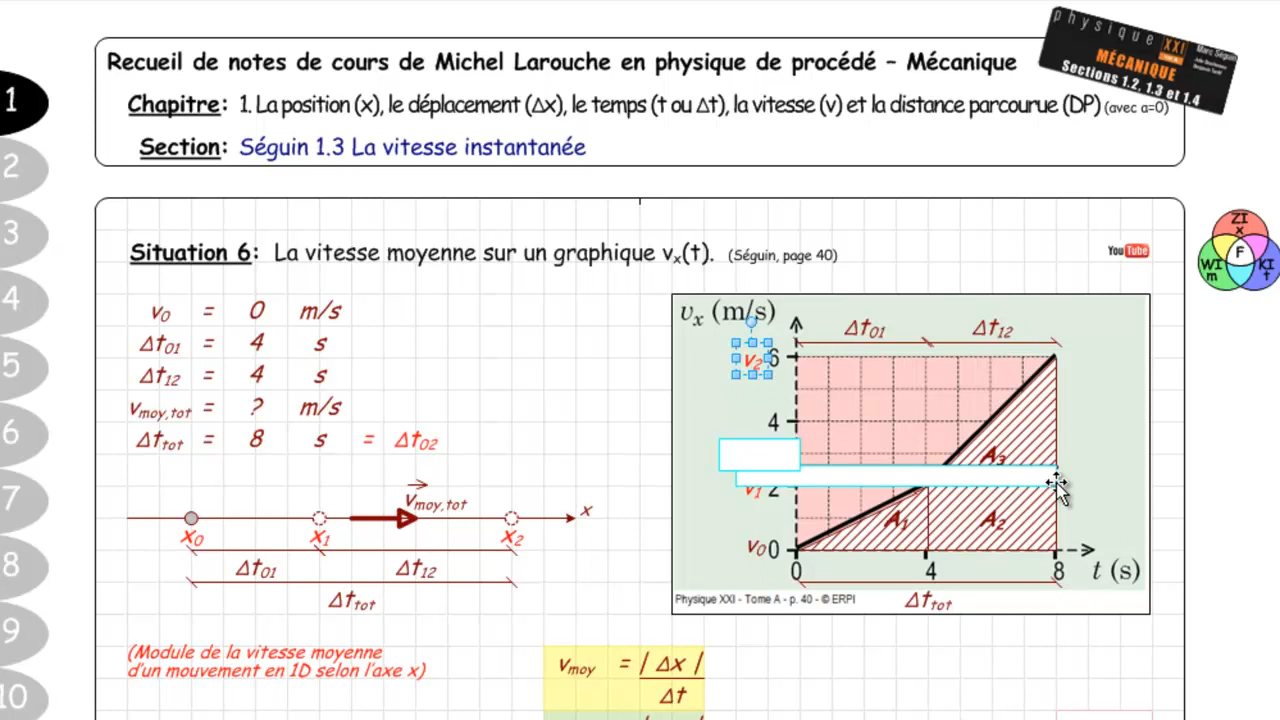 physique XXI
Marc Séguin
MÉCANIQUE
Sections 1.2, 1.3 et 1.4
Recueil de notes de cours de Michel Larouche en physique de procédé – Mécanique
Chapitre: 1. La position (x), le déplacement (Δx), le temps (t ou Δt), la vitesse (v) et la distance parcourue (DP) (avec a=0)
Section: Séguin 1.3 La vitesse instantanée
1
2
3
4
5
6
7
8
9
10
ZI
x
F
WI
m
KI
t
Situation 6: La vitesse moyenne sur un graphique vx(t). (Séguin, page 40)
YouTube
v0 = 0 m/s
Δt01 = 4 s
Δt12 = 4 s
vmoy,tot = ? m/s
Δttot = 8 s = Δt02
vmoy,tot
x
x0 x1 x2
Δt01 Δt12
Δttot
vx (m/s)
Δt01 Δt12
v2 6
4
v1 2
v0 0
A3
A1 A2
0 4 8 t (s)
Physique XXI - Tome A - p. 40 - © ERPI
Δttot
(Module de la vitesse moyenne
d'un mouvement en 1D selon l'axe x)
vmoy = | Δx |
Δt